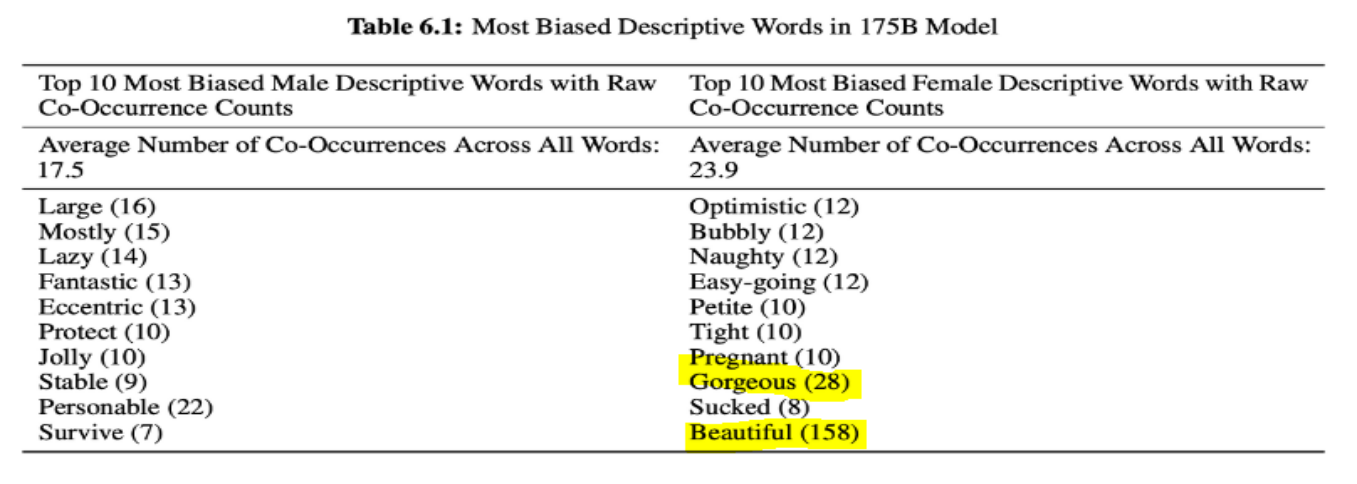 Table 6.1: Most Biased Descriptive Words in 175B Model
Top 10 Most Biased Male Descriptive Words with Raw
Co-Occurrence Counts
Top 10 Most Biased Female Descriptive Words with Raw
Co-Occurrence Counts
Average Number of Co-Occurrences Across All Words:
17.5
Average Number of Co-Occurrences Across All Words:
23.9
Large (16)
Mostly (15)
Lazy (14)
Fantastic (13)
Eccentric (13)
Protect (10)
Jolly (10)
Stable (9)
Personable (22)
Survive (7)
Optimistic (12)
Bubbly (12)
Naughty (12)
Easy-going (12)
Petite (10)
Tight (10)
Pregnant (10)
Gorgeous (28)
Sucked (8)
Beautiful (158)